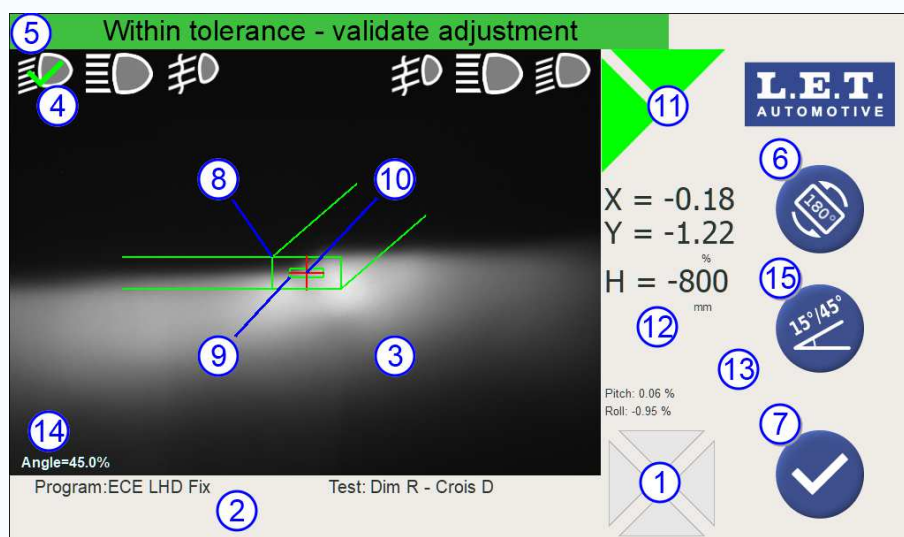 Within tolerance - validate adjustment
5
4
11
L.E.T.
AUTOMOTIVE
6
180°
8
10
X = -0.18
Y = -1.22
%
H = -800
mm
15
15°/45°
12
9
3
13
Pitch: 0.06 %
Roll: -0.95 %
14
7
Angle=45.0%
Program:ECE LHD Fix
Test: Dim R - Crois D
1
2